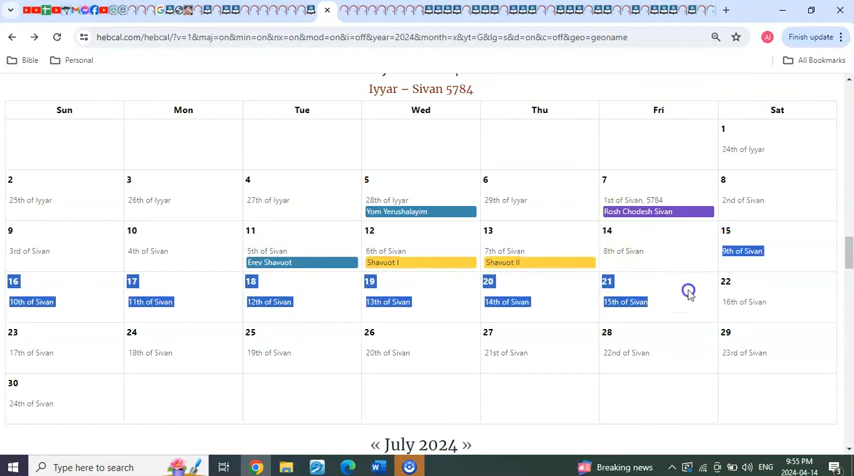 hebcal.com/hebcal/?v=1&maj=on&min=on&nx=on&mod=on&i=off&year=2024&month=x&yt=G&lg=s&d=on&c=off&geo=geoname
AI
Finish update
Bible
Personal
All Bookmarks
Iyyar – Sivan 5784
Sun Mon Tue Wed Thu Fri Sat
1
24th of Iyyar
2 3 4 5 6 7 8
25th of Iyyar 26th of Iyyar 27th of Iyyar 28th of Iyyar 29th of Iyyar 1st of Sivan, 5784 2nd of Sivan
Yom Yerushalayim Rosh Chodesh Sivan
9 10 11 12 13 14 15
3rd of Sivan 4th of Sivan 5th of Sivan 6th of Sivan 7th of Sivan 8th of Sivan 9th of Sivan
Erev Shavuot Shavuot I Shavuot II
16 17 18 19 20 21 22
10th of Sivan 11th of Sivan 12th of Sivan 13th of Sivan 14th of Sivan 15th of Sivan 16th of Sivan
23 24 25 26 27 28 29
17th of Sivan 18th of Sivan 19th of Sivan 20th of Sivan 21st of Sivan 22nd of Sivan 23rd of Sivan
30
24th of Sivan
« July 2024 »
Type here to search
Breaking news
ENG
9:55 PM
2024-04-14